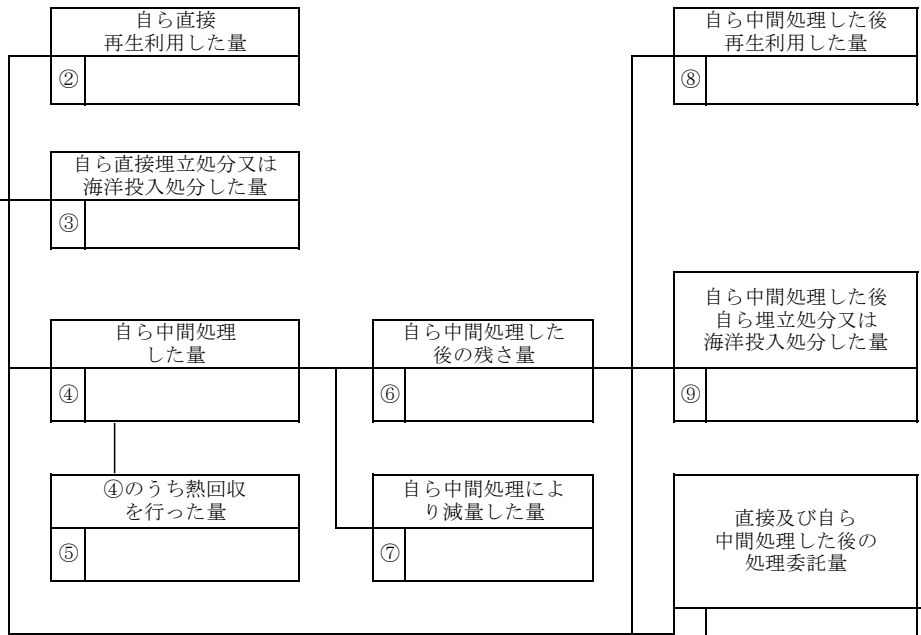 自ら直接
再生利用した量
②
自ら直接埋立処分又は
海洋投入処分した量
③
自ら中間処理
した量
④
④のうち熱回収
を行った量
⑤
自ら中間処理した
後の残さ量
⑥
自ら中間処理によ
り減量した量
⑦
自ら中間処理した後
再生利用した量
⑧
自ら中間処理した後
自ら埋立処分又は
海洋投入処分した量
⑨
直接及び自ら
中間処理した後の
処理委託量